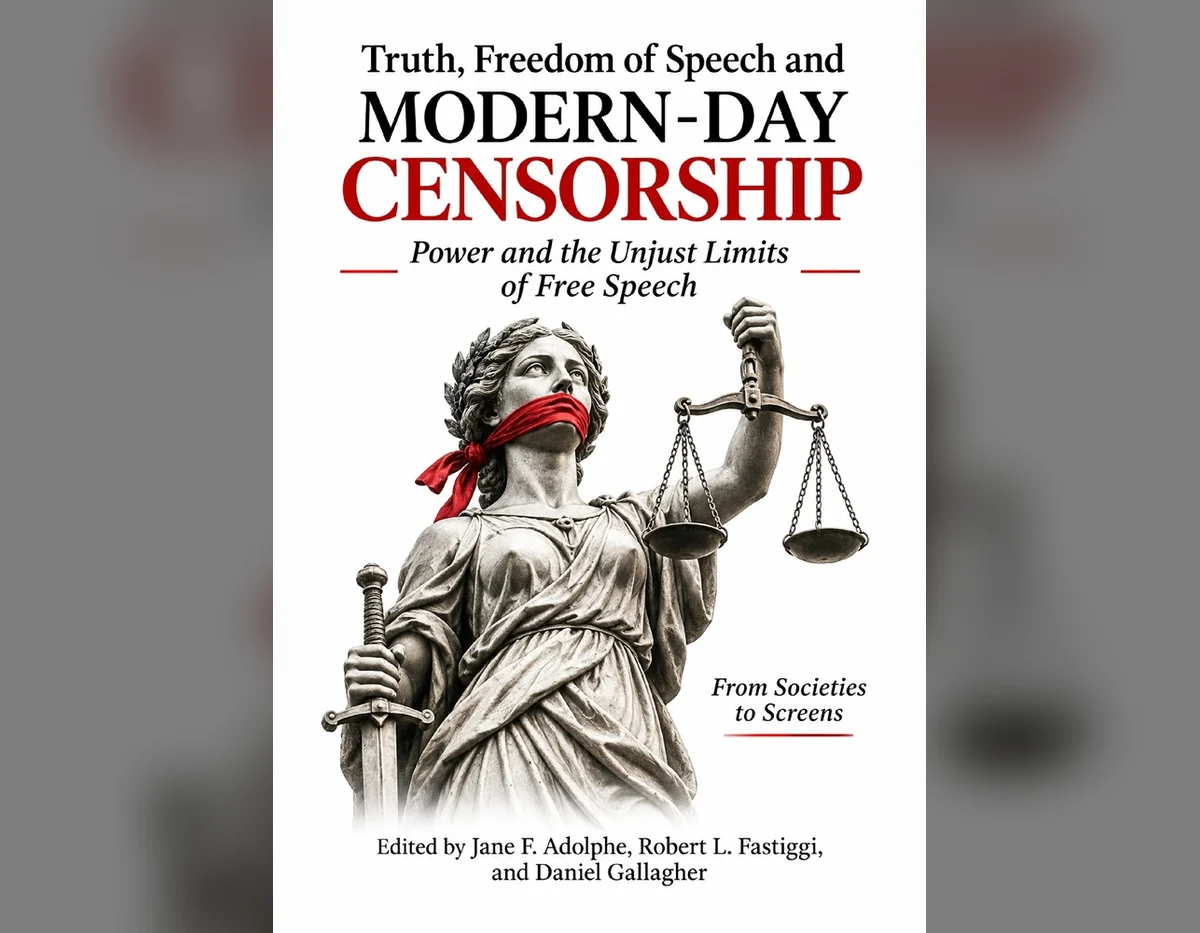 Truth, Freedom of Speech and
MODERN-DAY
CENSORSHIP
Power and the Unjust Limits
of Free Speech
From Societies
to Screens
Edited by Jane F. Adolphe, Robert L. Fastiggi,
and Daniel Gallagher